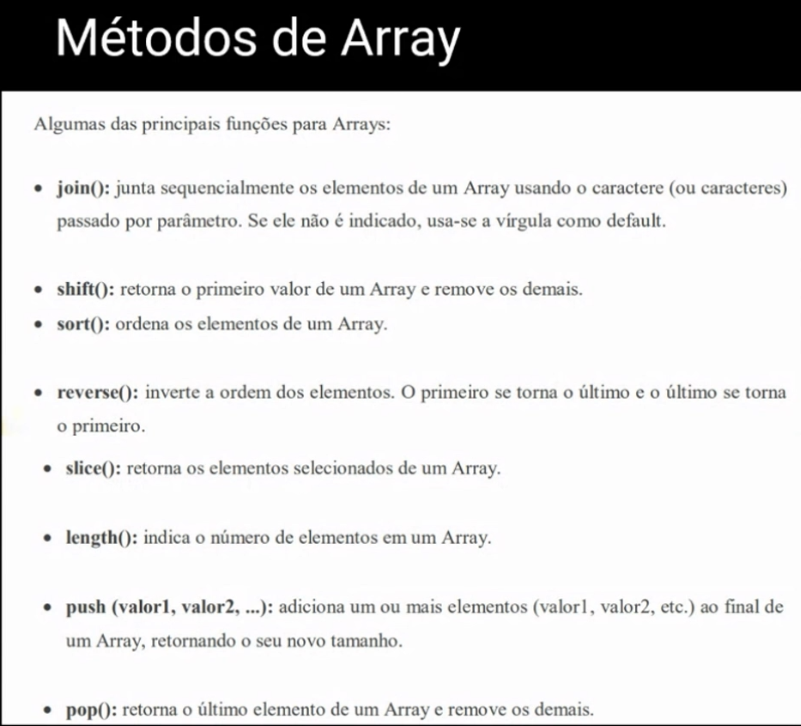 Métodos de Array
Algumas das principais funções para Arrays:
• join(): junta sequencialmente os elementos de um Array usando o caractere (ou caracteres)
passado por parâmetro. Se ele não é indicado, usa-se a vírgula como default.
• shift(): retorna o primeiro valor de um Array e remove os demais.
• sort(): ordena os elementos de um Array.
• reverse(): inverte a ordem dos elementos. O primeiro se torna o último e o último se torna
o primeiro.
• slice(): retorna os elementos selecionados de um Array.
• length(): indica o número de elementos em um Array.
• push (valor1, valor2, ...): adiciona um ou mais elementos (valor1, valor2, etc.) ao final de
um Array, retornando o seu novo tamanho.
• pop(): retorna o último elemento de um Array e remove os demais.